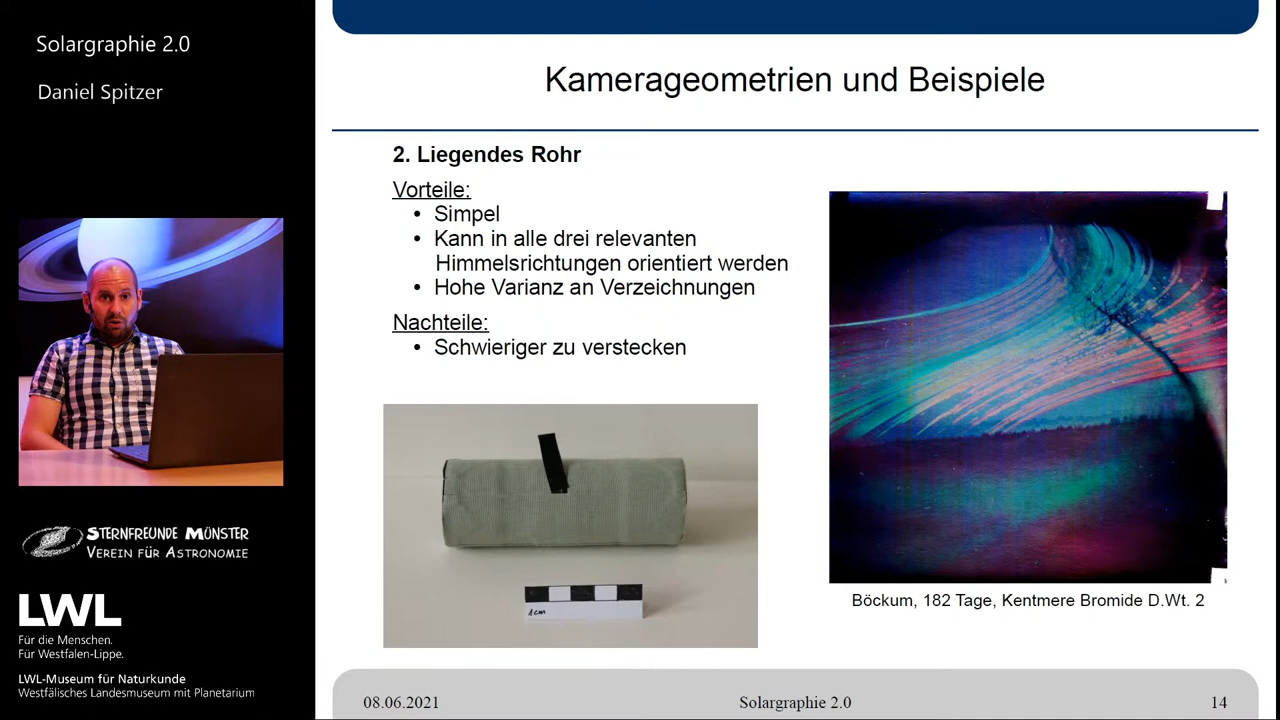 Solargraphie 2.0
Daniel Spitzer
STERNFREUNDE MÜNSTER
VEREIN FÜR ASTRONOMIE
LWL
Für die Menschen.
Für Westfalen-Lippe.
LWL-Museum für Naturkunde
Westfälisches Landesmuseum mit Planetarium
Kamerageometrien und Beispiele
2. Liegendes Rohr
Vorteile:
• Simpel
• Kann in alle drei relevanten
Himmelsrichtungen orientiert werden
• Hohe Varianz an Verzeichnungen
Nachteile:
• Schwieriger zu verstecken
1cm
Böckum, 182 Tage, Kentmere Bromide D.Wt. 2
08.06.2021
Solargraphie 2.0
14